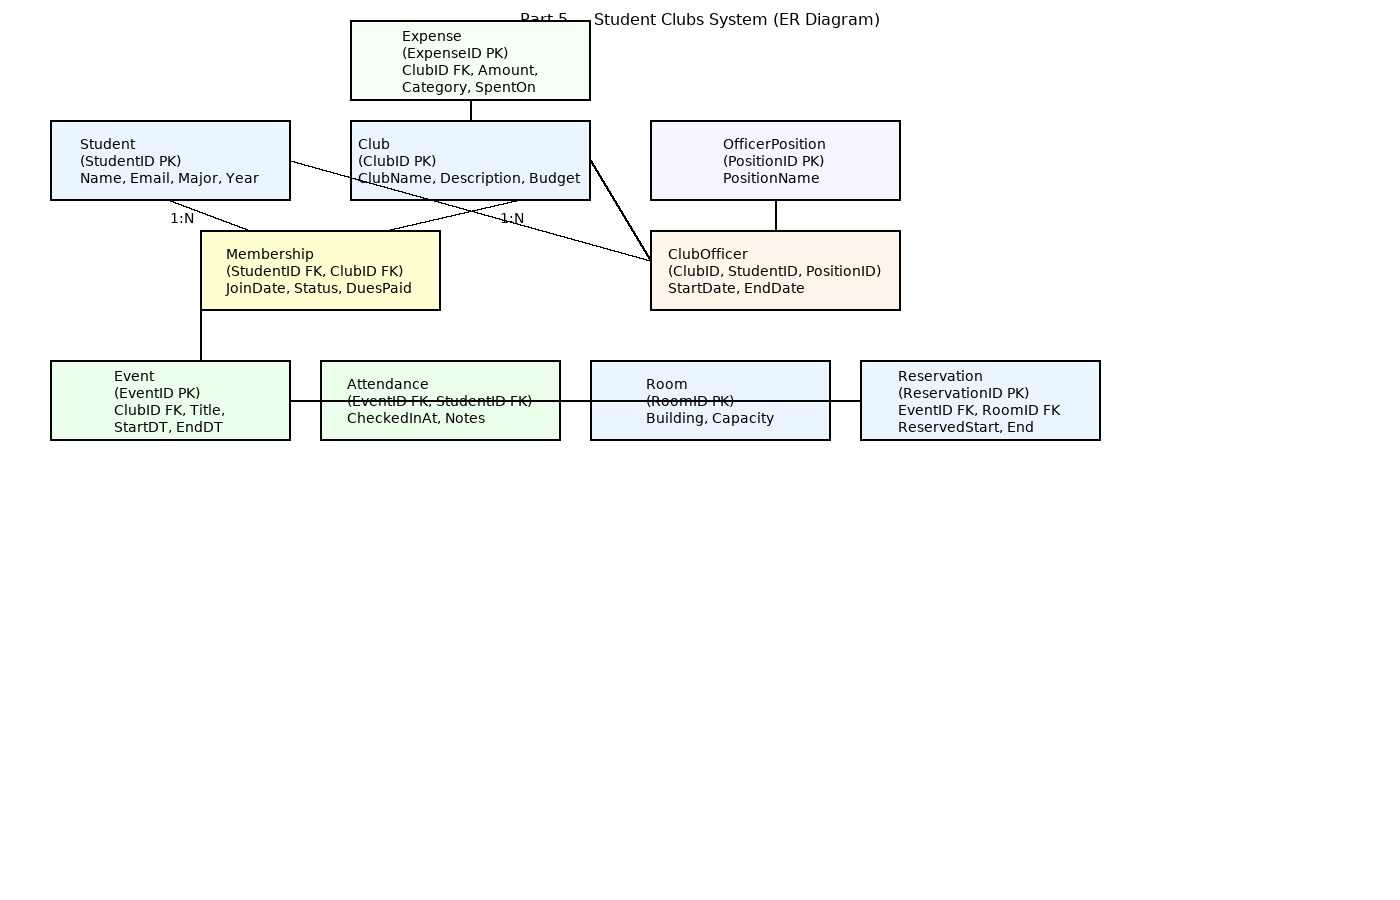 Part 5 Student Clubs System (ER Diagram)
Expense
(ExpenseID PK)
ClubID FK, Amount,
Category, SpentOn
Student
(StudentID PK)
Name, Email, Major, Year
Club
(ClubID PK)
ClubName, Description, Budget
OfficerPosition
(PositionID PK)
PositionName
1:N
1:N
Membership
(StudentID FK, ClubID FK)
JoinDate, Status, DuesPaid
ClubOfficer
(ClubID, StudentID, PositionID)
StartDate, EndDate
Event
(EventID PK)
ClubID FK, Title,
StartDT, EndDT
Attendance
(EventID FK, StudentID FK)
CheckedInAt, Notes
Room
(RoomID PK)
Building, Capacity
Reservation
(ReservationID PK)
EventID FK, RoomID FK
ReservedStart, End